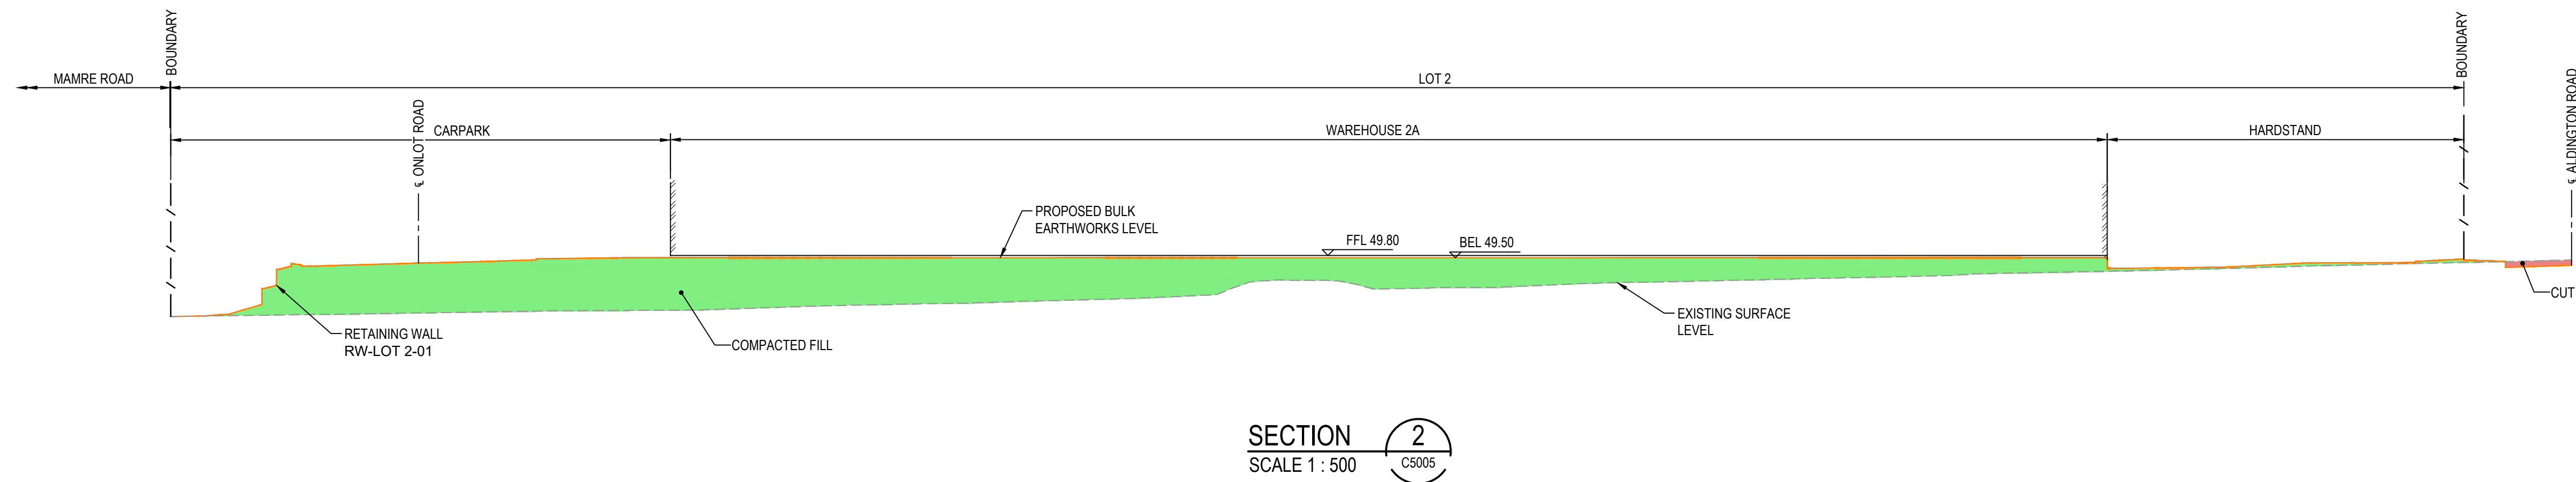 BOUNDARY
BOUNDARY
MAMRE ROAD
LOT 2
℄ ONLOT ROAD
℄ ALDINGTON ROAD
CARPARK
WAREHOUSE 2A
HARDSTAND
PROPOSED BULK
EARTHWORKS LEVEL
FFL 49.80
BEL 49.50
CUT
RETAINING WALL
RW-LOT 2-01
COMPACTED FILL
EXISTING SURFACE
LEVEL
SECTION
2
SCALE 1 : 500
C5005